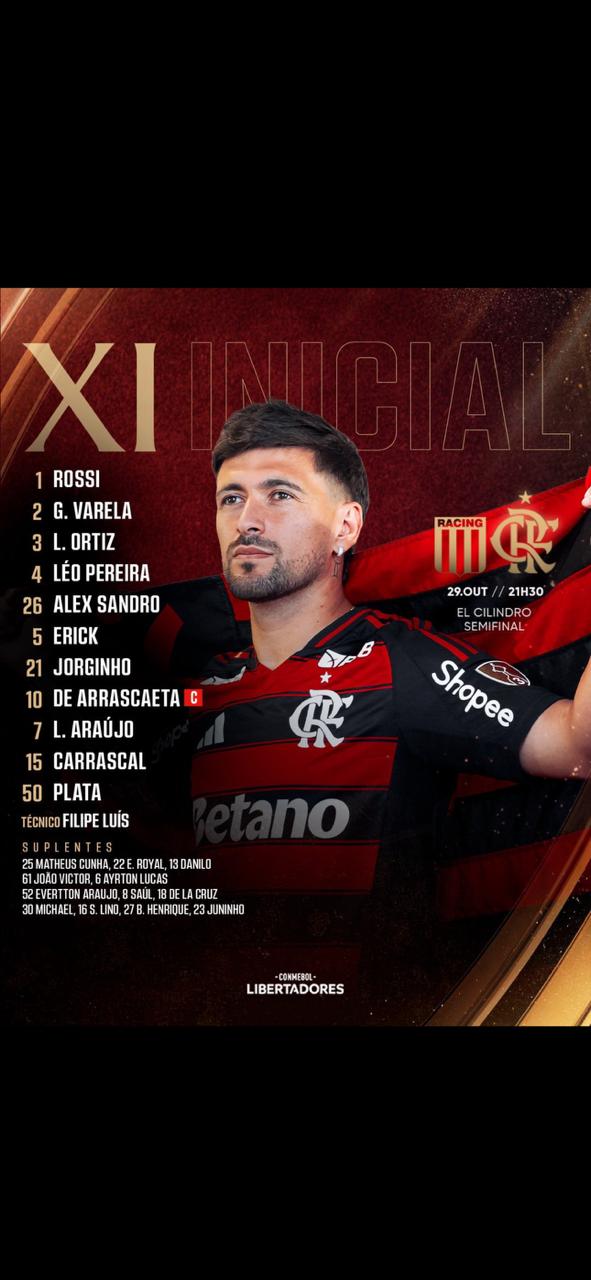 XI INICIAL
1 ROSSI
2 G. VARELA
3 L. ORTIZ
4 LÉO PEREIRA
26 ALEX SANDRO
5 ERICK
21 JORGINHO
10 DE ARRASCAETA C
7 L. ARAÚJO
15 CARRASCAL
50 PLATA
TÉCNICO FILIPE LUÍS
SUPLENTES
25 MATHEUS CUNHA, 22 E. ROYAL, 13 DANILO
61 JOÃO VICTOR, 6 AYRTON LUCAS
52 EVERTTON ARAUJO, 8 SAÚL, 18 DE LA CRUZ
30 MICHAEL, 16 S. LINO, 27 B. HENRIQUE, 23 JUNINHO
RACING
CRF
29.OUT // 21H30
EL CILINDRO
SEMIFINAL
Shopee
CRF
Betano
-CONMEBOL-
LIBERTADORES